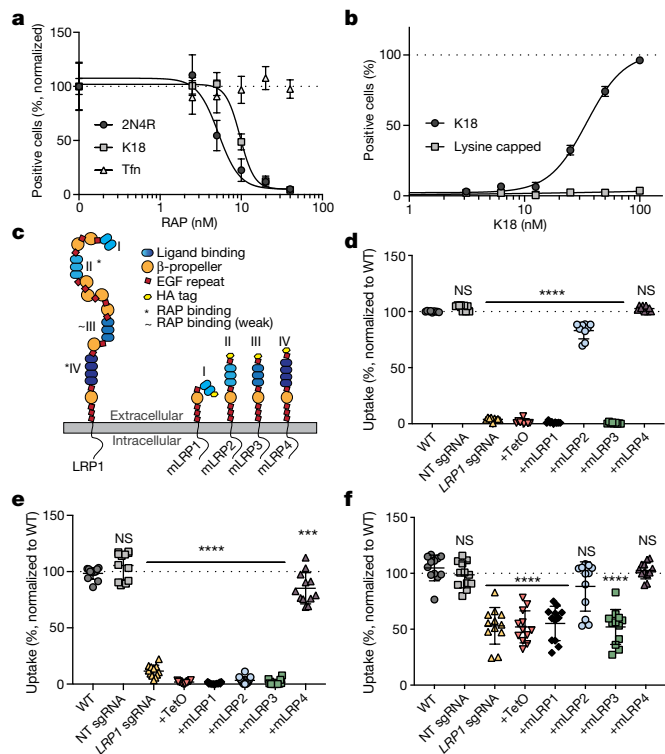 a
Positive cells (%, normalized)
150
100
50
0
0
1
10
100
RAP (nM)
2N4R
K18
Tfn
b
Positive cells (%)
100
50
0
1
10
100
K18 (nM)
K18
Lysine capped
c
I
II *
~III
*IV
Ligand binding
β-propeller
EGF repeat
HA tag
* RAP binding
~ RAP binding (weak)
I
II
III
IV
Extracellular
Intracellular
LRP1
mLRP1
mLRP2
mLRP3
mLRP4
d
Uptake (%, normalized to WT)
150
100
50
0
NS
****
NS
WT
NT sgRNA
LRP1 sgRNA
+TetO
+mLRP1
+mLRP2
+mLRP3
+mLRP4
e
Uptake (%, normalized to WT)
150
100
50
0
NS
****
***
WT
NT sgRNA
LRP1 sgRNA
+TetO
+mLRP1
+mLRP2
+mLRP3
+mLRP4
f
Uptake (%, normalized to WT)
150
100
50
0
NS
****
NS
****
NS
WT
NT sgRNA
LRP1 sgRNA
+TetO
+mLRP1
+mLRP2
+mLRP3
+mLRP4